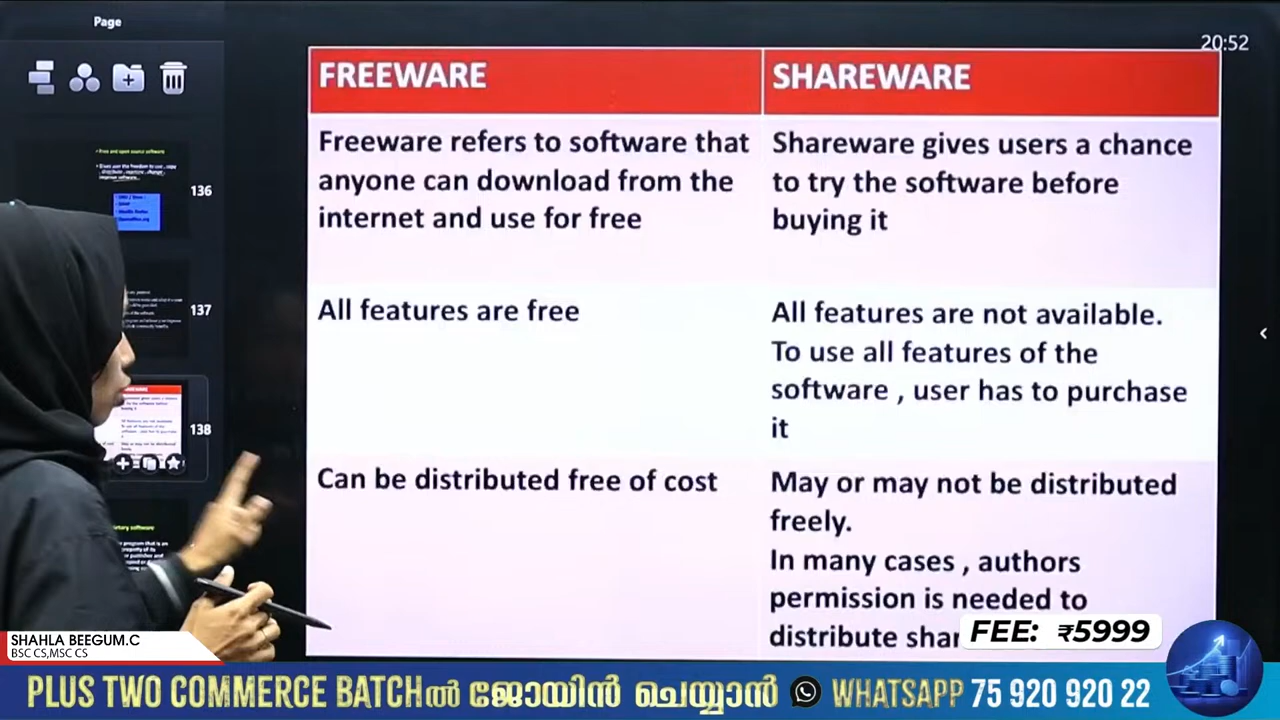 Page
20:52
FREEWARE
SHAREWARE
Freeware refers to software that
anyone can download from the
internet and use for free
Shareware gives users a chance
to try the software before
buying it
All features are free
All features are not available.
To use all features of the
software , user has to purchase
it
Can be distributed free of cost
May or may not be distributed
freely.
In many cases , authors
permission is needed to
distribute
136
137
138
FEE: ₹5999
SHAHLA BEEGUM.C
BSC CS,MSC CS
PLUS TWO COMMERCE BATCHൽ ജോയിൻ ചെയ്യാൻ WHATSAPP 75 920 920 22